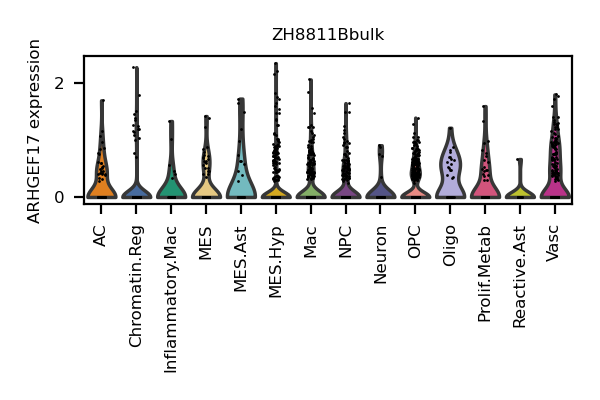 ZH8811Bbulk
ARHGEF17 expression
2
0
AC
Chromatin.Reg
Inflammatory.Mac
MES
MES.Ast
MES.Hyp
Mac
NPC
Neuron
OPC
Oligo
Prolif.Metab
Reactive.Ast
Vasc